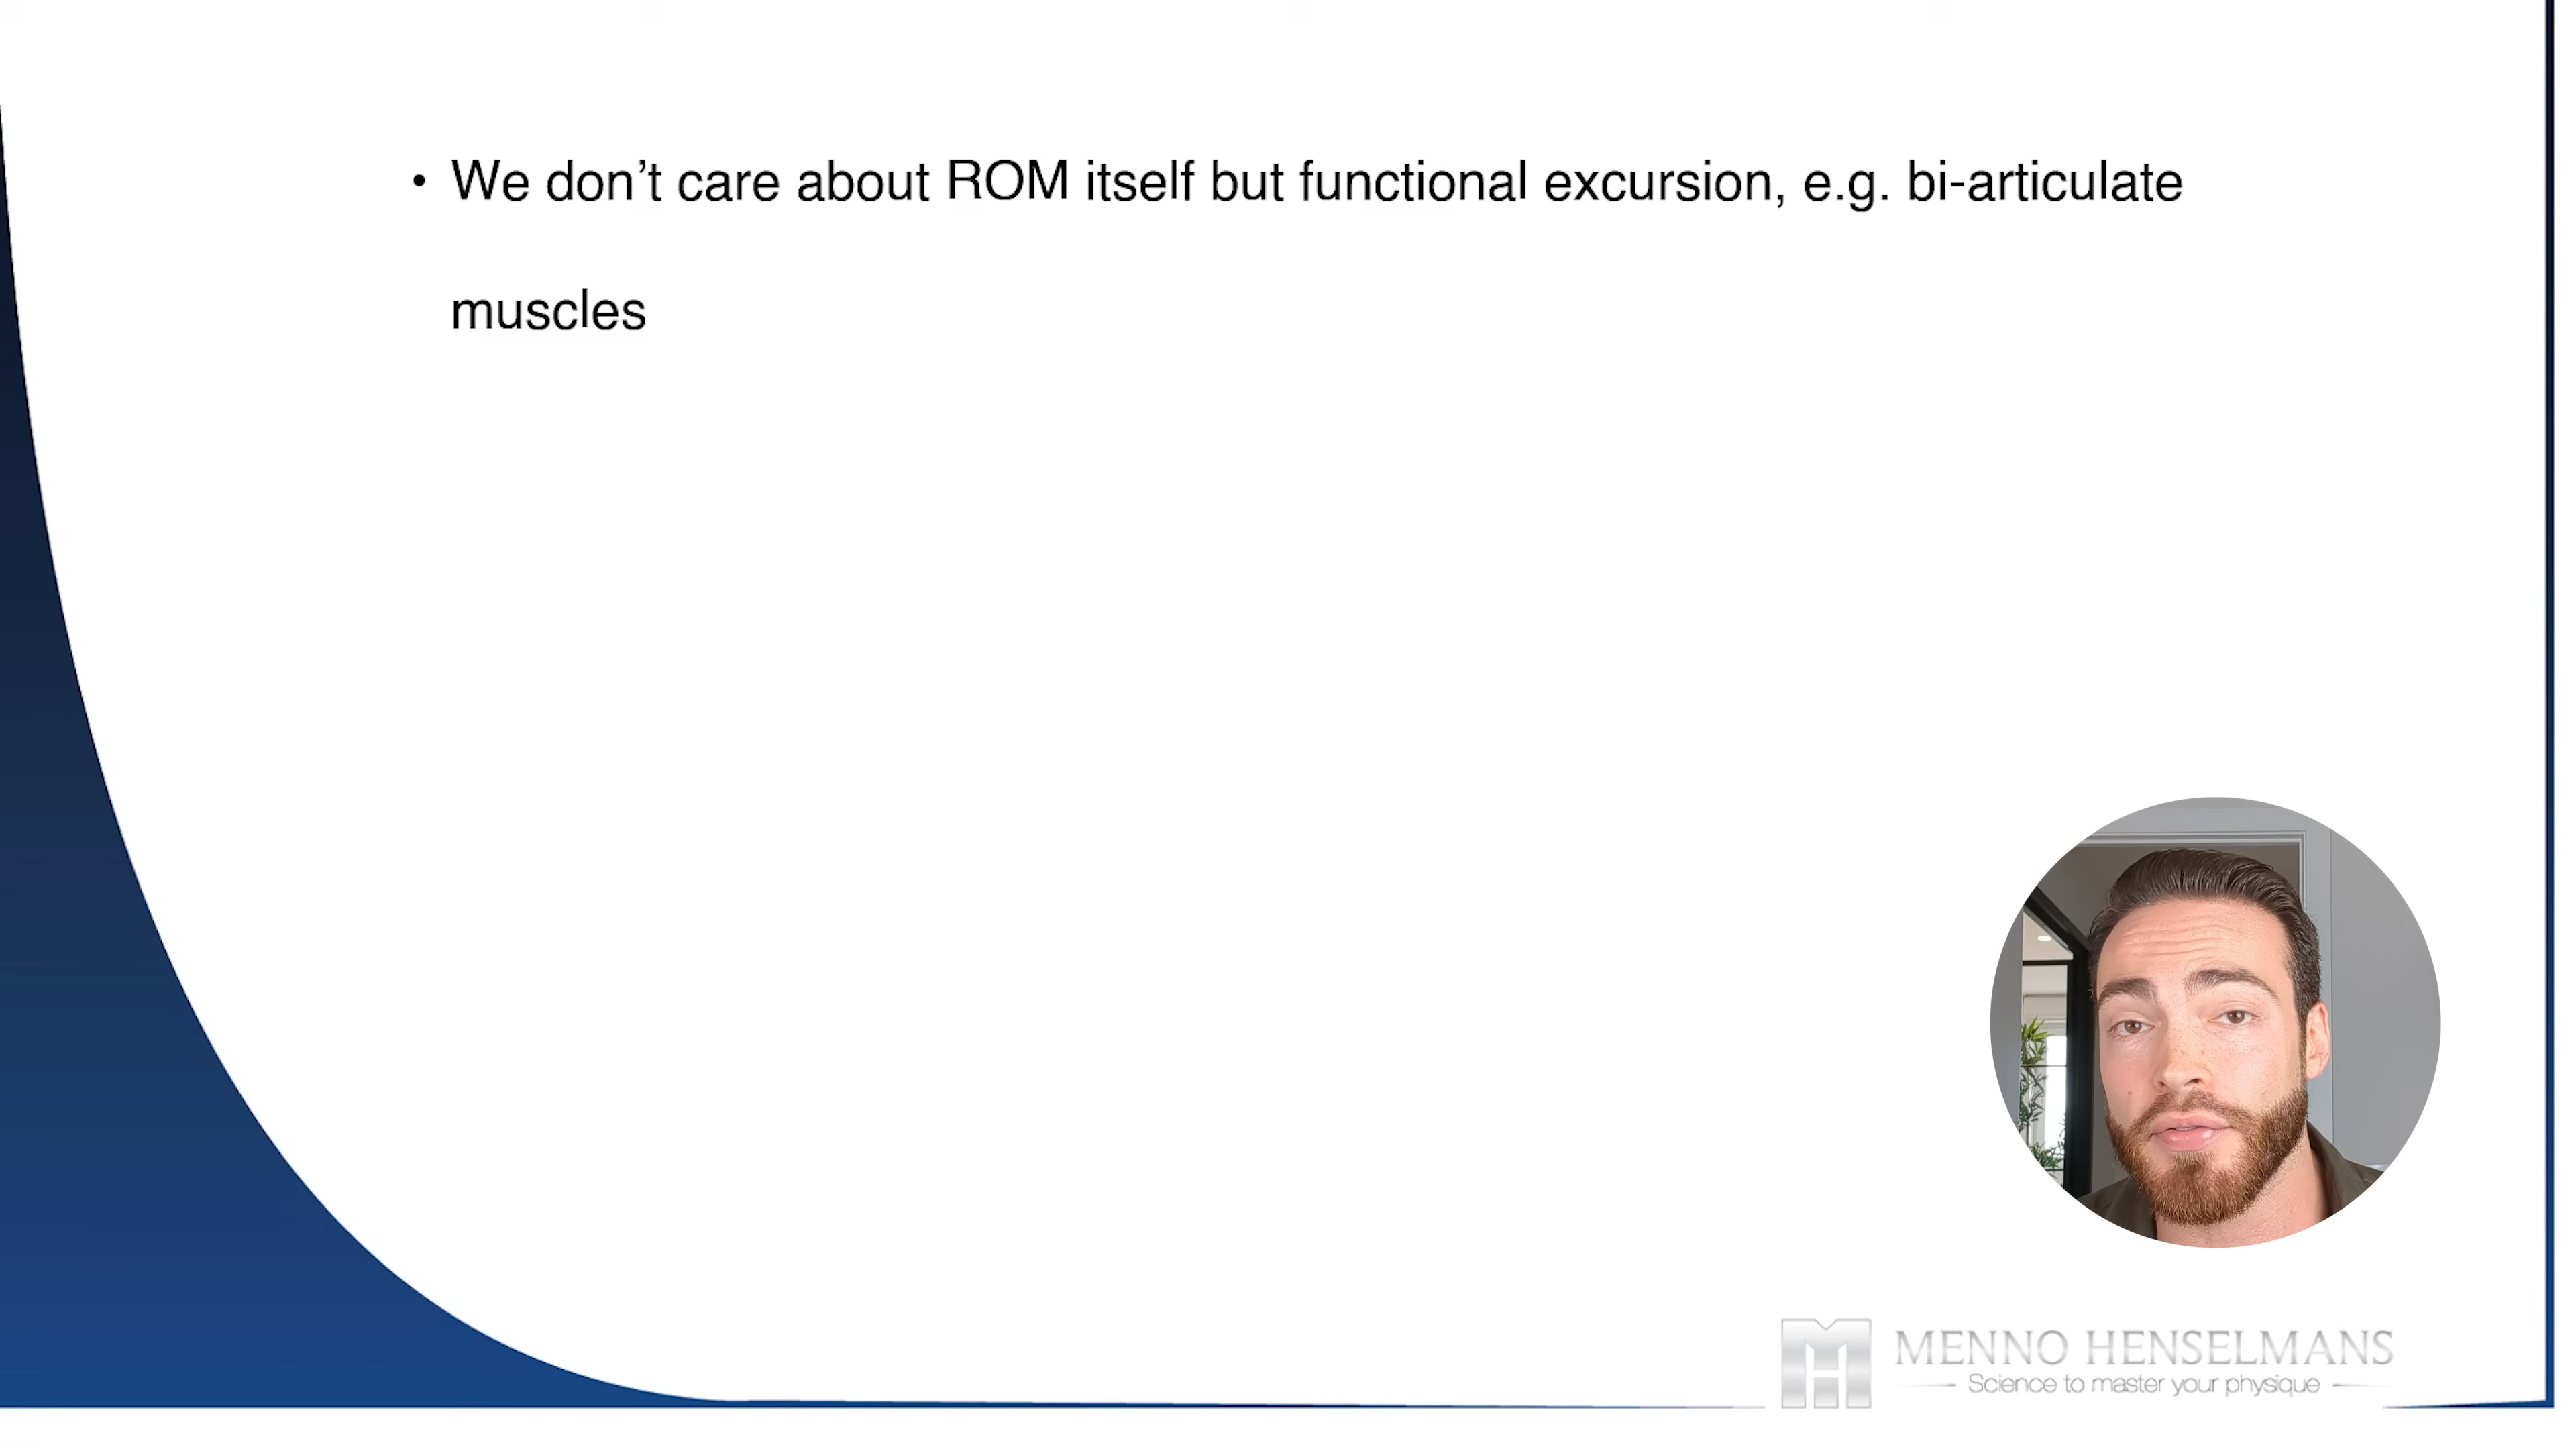 • We don’t care about ROM itself but functional excursion, e.g. bi-articulate
muscles
MENNO HENSELMANS
Science to master your physique